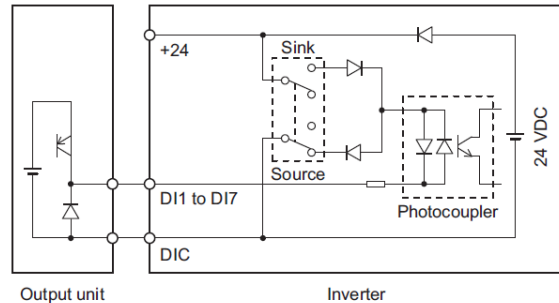 +24
Sink
Source
24 VDC
DI1 to DI7
Photocoupler
DIC
Output unit
Inverter